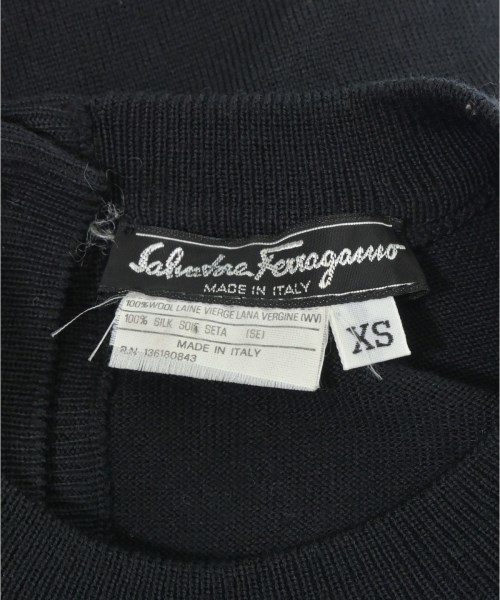 Salvatore Ferragamo
MADE IN ITALY
100% WOOL LAINE VIERGE LANA VERGINE (WV)
100% SILK SOIE SETA (SE)
MADE IN ITALY
R.N. 136180843
XS